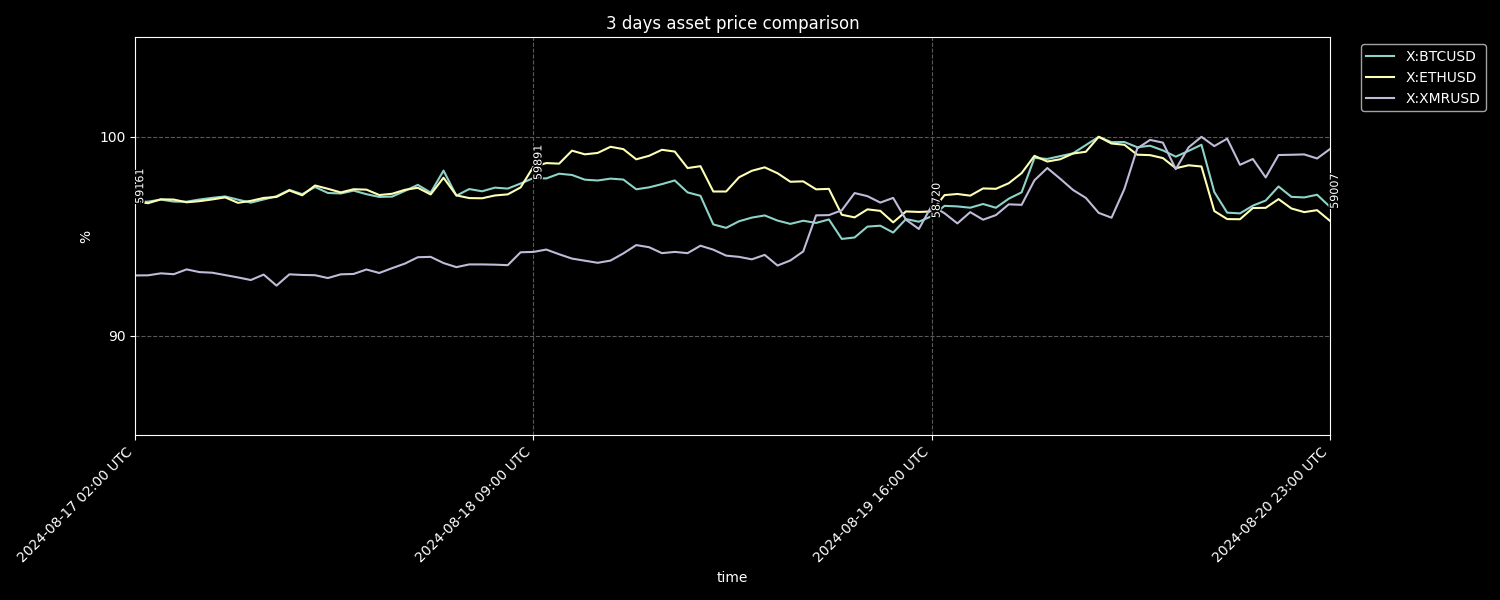 3 days asset price comparison
X:BTCUSD
X:ETHUSD
X:XMRUSD
100
90
%
59161
59891
58720
59007
2024-08-17 02:00 UTC
2024-08-18 09:00 UTC
2024-08-19 16:00 UTC
2024-08-20 23:00 UTC
time